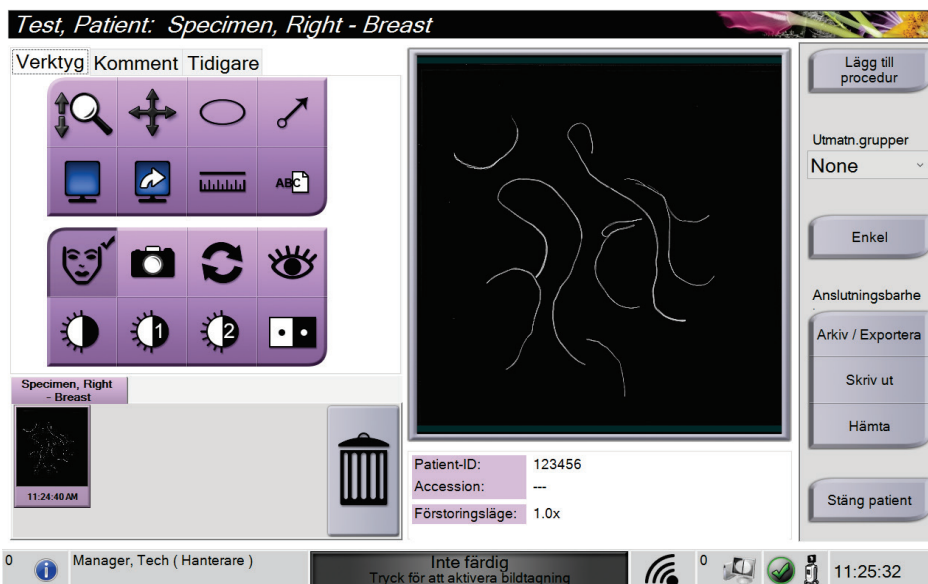 Test, Patient: Specimen, Right - Breast
Verktyg Komment Tidigare
ABC
1 2
Specimen, Right
- Breast
11:24:40 AM
Patient-ID: 123456
Accession: ---
Förstoringsläge: 1.0x
Lägg till
procedur
Utmatn.grupper
None
Enkel
Anslutningsbarhe
Arkiv / Exportera
Skriv ut
Hämta
Stäng patient
0 Manager, Tech ( Hanterare )
Inte färdig
Tryck för att aktivera bildtagning
0
11:25:32